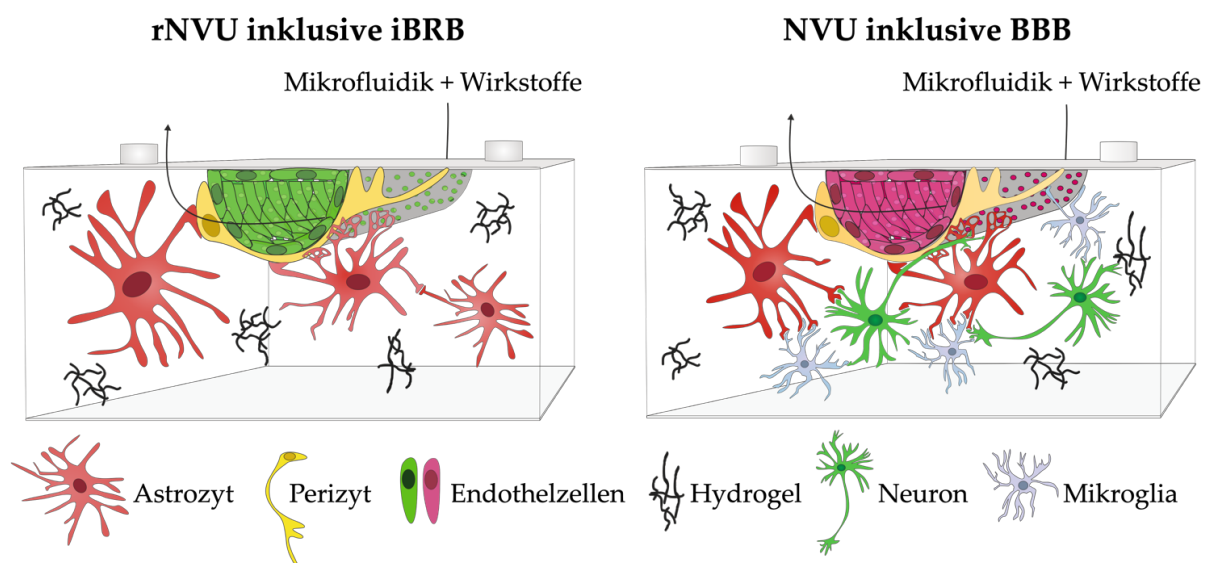 rNVU inklusive iBRB
Mikrofluidik + Wirkstoffe
NVU inklusive BBB
Mikrofluidik + Wirkstoffe
Astrozyt
Perizyt
Endothelzellen
Hydrogel
Neuron
Mikroglia